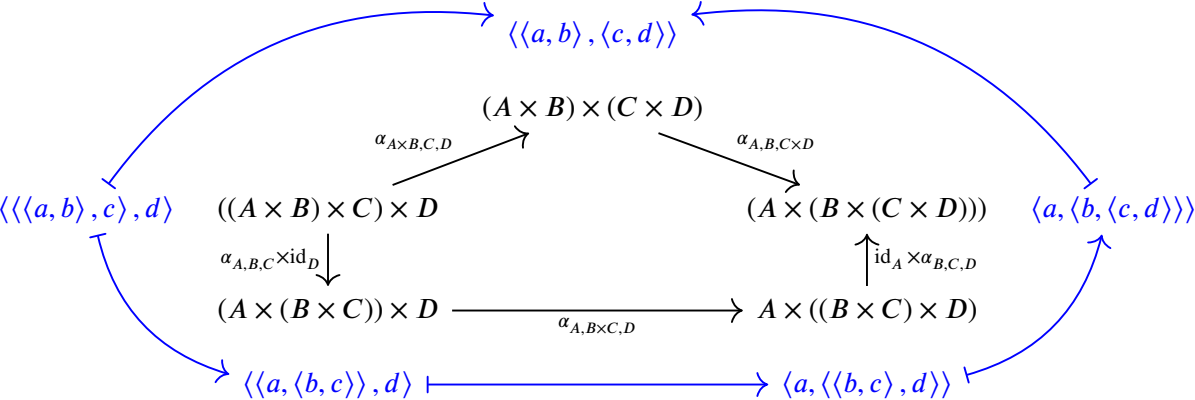 ⟨⟨a, b⟩, ⟨c, d⟩⟩
(A × B) × (C × D)
α_{A×B,C,D} α_{A,B,C×D}
⟨⟨⟨a, b⟩, c⟩, d⟩ ((A × B) × C) × D (A × (B × (C × D))) ⟨a, ⟨b, ⟨c, d⟩⟩⟩
α_{A,B,C}×id_D id_A×α_{B,C,D}
(A × (B × C)) × D A × ((B × C) × D)
α_{A,B×C,D}
⟨⟨a, ⟨b, c⟩⟩, d⟩ ⟨a, ⟨⟨b, c⟩, d⟩⟩